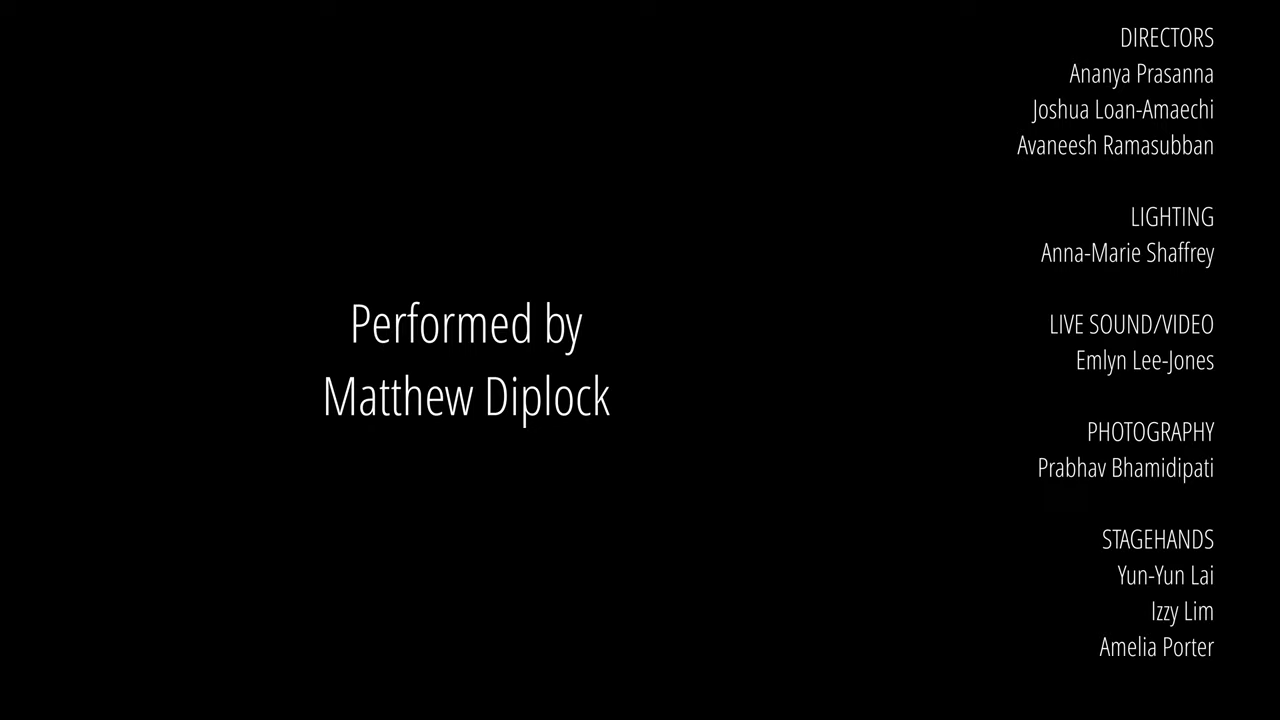 Performed by
Matthew Diplock
DIRECTORS
Ananya Prasanna
Joshua Loan-Amaechi
Avaneesh Ramasubban
LIGHTING
Anna-Marie Shaffrey
LIVE SOUND/VIDEO
Emlyn Lee-Jones
PHOTOGRAPHY
Prabhav Bhamidipati
STAGEHANDS
Yun-Yun Lai
Izzy Lim
Amelia Porter